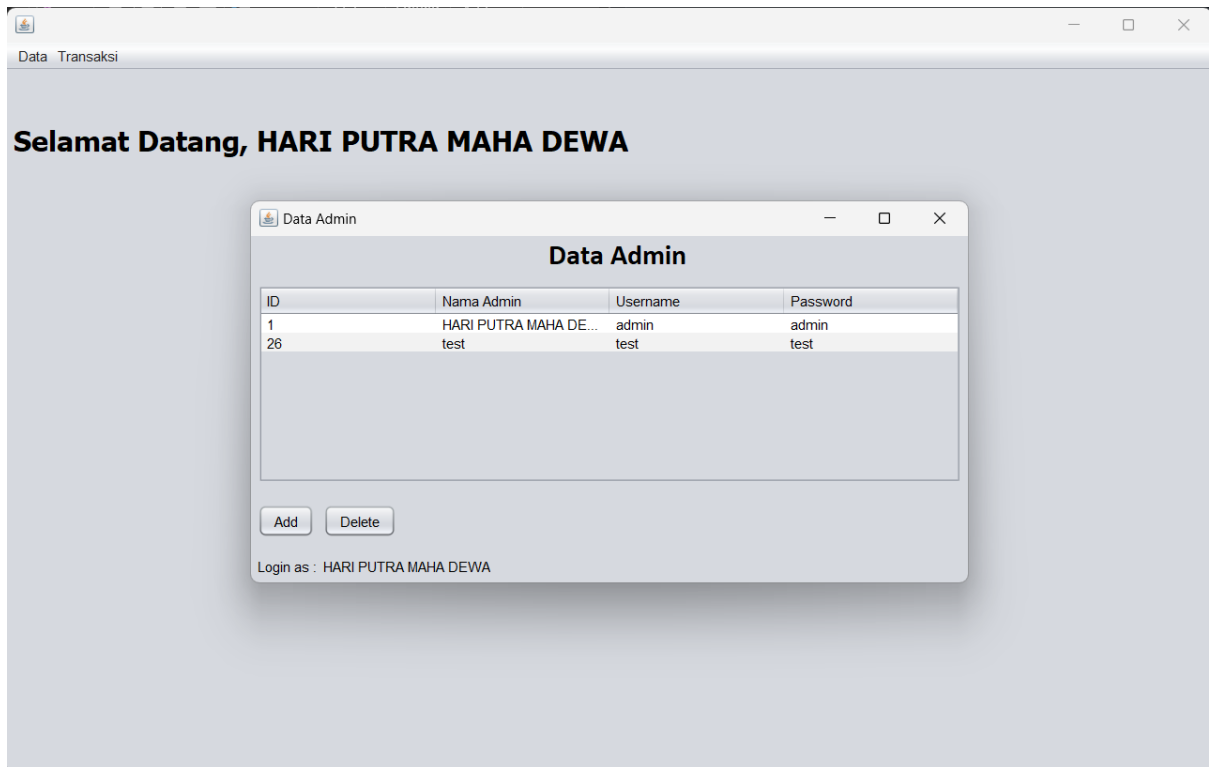 Data Transaksi
Selamat Datang, HARI PUTRA MAHA DEWA
Data Admin
Data Admin
ID Nama Admin Username Password
1 HARI PUTRA MAHA DE... admin admin
26 test test test
Add Delete
Login as : HARI PUTRA MAHA DEWA